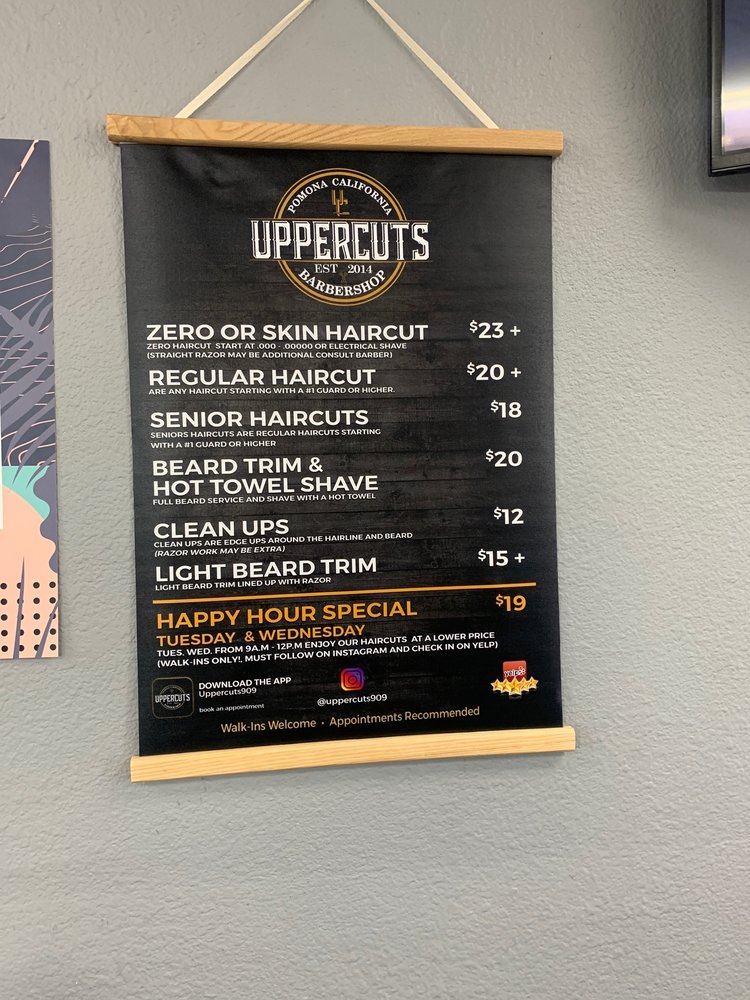 POMONA CALIFORNIA
UC
UPPERCUTS
EST 2014
BARBERSHOP
ZERO OR SKIN HAIRCUT $23 +
ZERO HAIRCUT START AT .000 - .00000 OR ELECTRICAL SHAVE
(STRAIGHT RAZOR MAY BE ADDITIONAL CONSULT BARBER)
REGULAR HAIRCUT $20 +
ARE ANY HAIRCUT STARTING WITH A #1 GUARD OR HIGHER.
SENIOR HAIRCUTS $18
SENIORS HAIRCUTS ARE REGULAR HAIRCUTS STARTING
WITH A #1 GUARD OR HIGHER
BEARD TRIM & $20
HOT TOWEL SHAVE
FULL BEARD SERVICE AND SHAVE WITH A HOT TOWEL
CLEAN UPS $12
CLEAN UPS ARE EDGE UPS AROUND THE HAIRLINE AND BEARD
(RAZOR WORK MAY BE EXTRA)
LIGHT BEARD TRIM $15 +
LIGHT BEARD TRIM LINED UP WITH RAZOR
HAPPY HOUR SPECIAL $19
TUESDAY & WEDNESDAY
TUES. WED. FROM 9A.M - 12P.M ENJOY OUR HAIRCUTS AT A LOWER PRICE
(WALK-INS ONLY!, MUST FOLLOW ON INSTAGRAM AND CHECK IN ON YELP)
UPPERCUTS
DOWNLOAD THE APP
Uppercuts909
book an appointment
@uppercuts909
yelp
Walk-Ins Welcome • Appointments Recommended